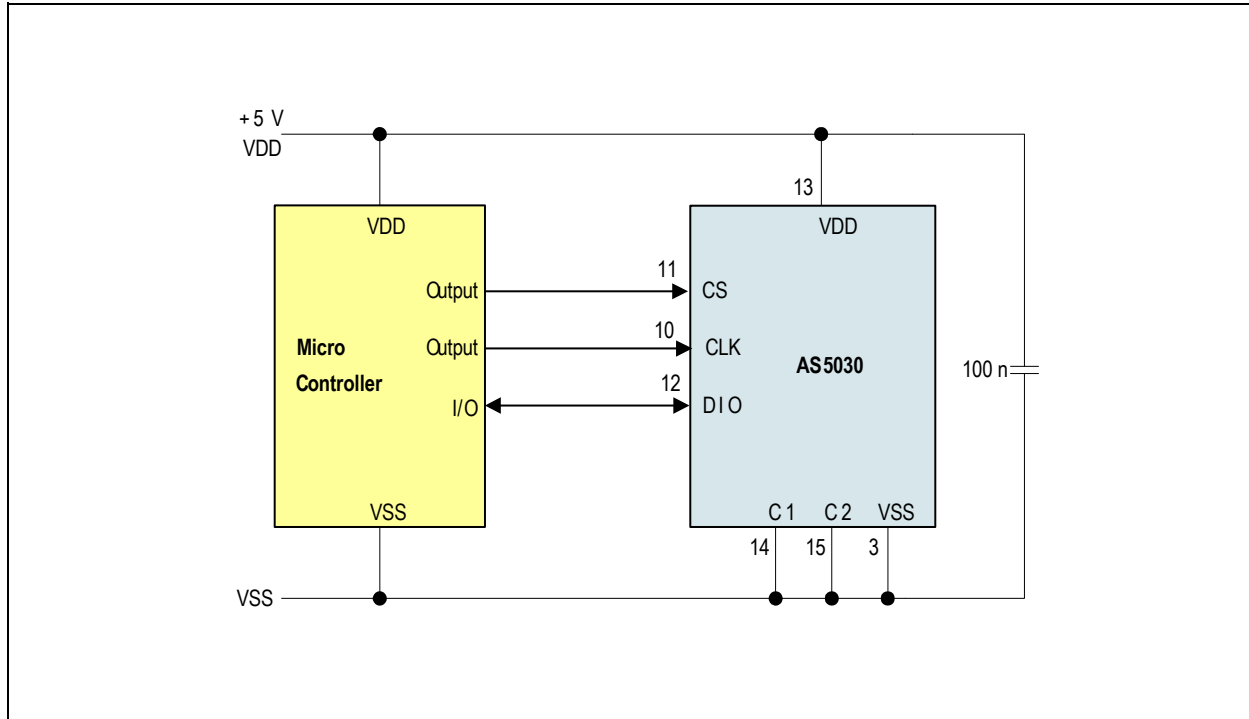 +5 V
VDD
13
VDD
VDD
11
Output
CS
10
Output
CLK
Micro
Controller
AS5030
100 n
12
I/O
DIO
VSS
C1
C2
VSS
14
15
3
VSS